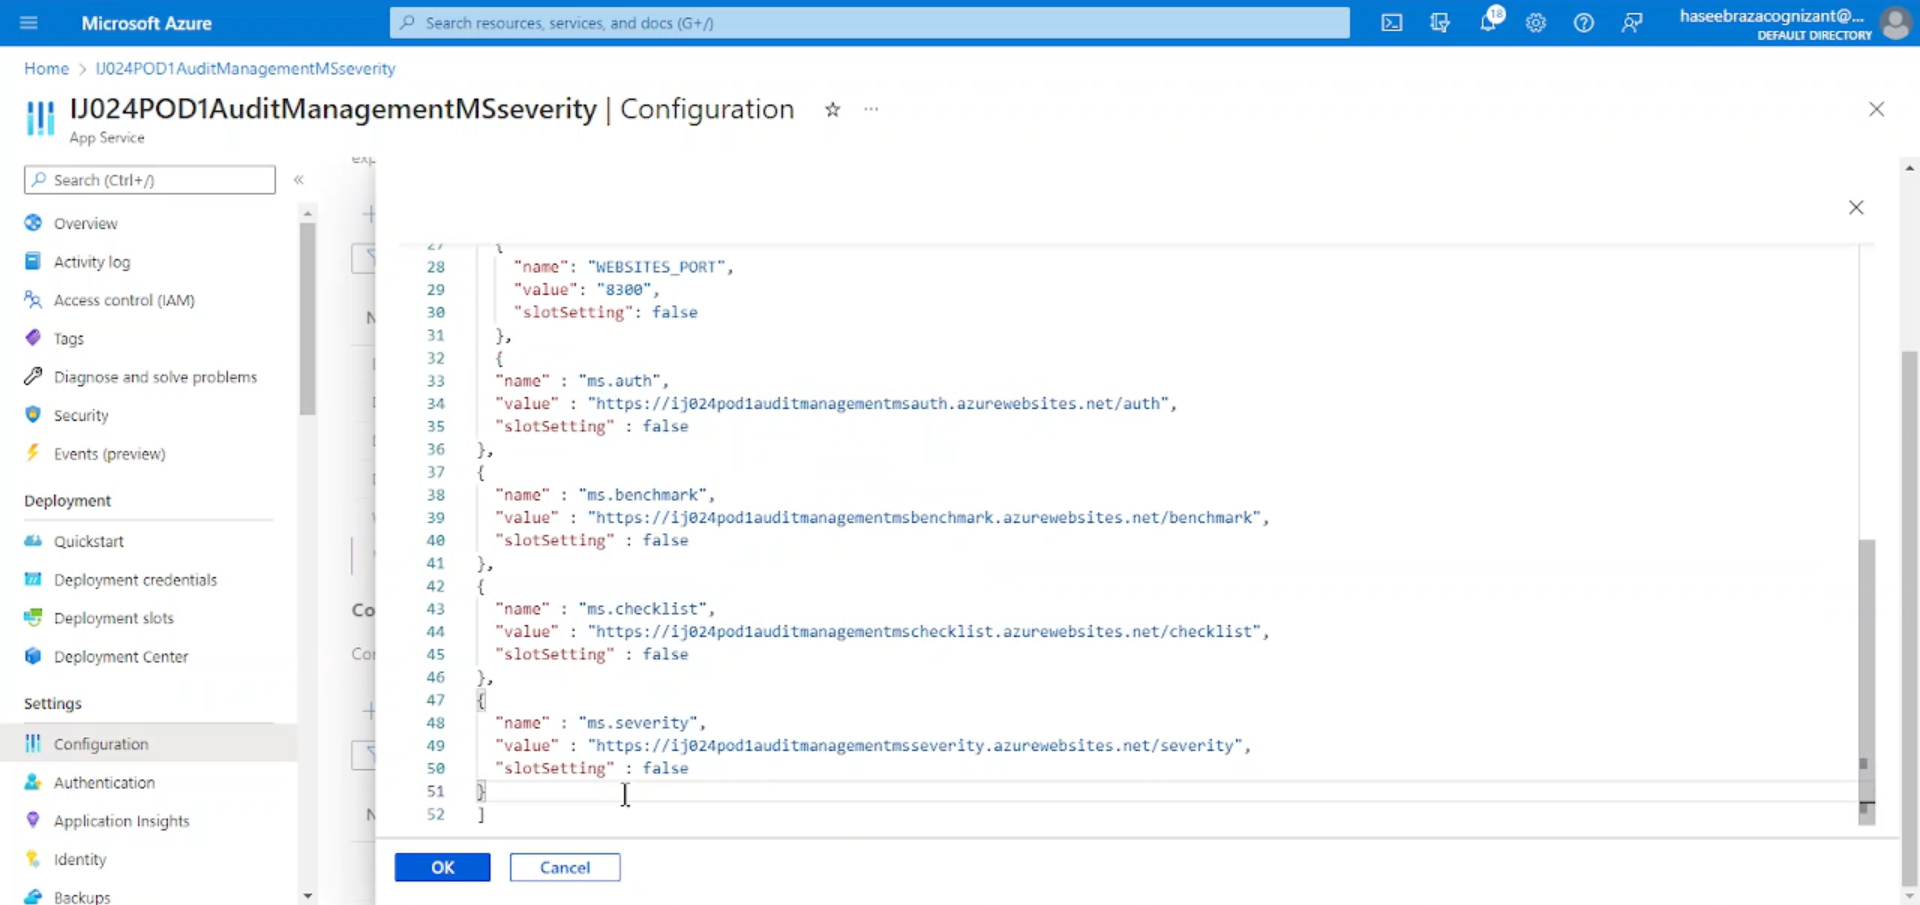 Microsoft Azure
Search resources, services, and docs (G+/)
18
haseebrazacognizant@...
DEFAULT DIRECTORY
Home > IJ024POD1AuditManagementMSseverity
IJ024POD1AuditManagementMSseverity | Configuration
App Service
Search (Ctrl+/)
Overview
Activity log
Access control (IAM)
Tags
Diagnose and solve problems
Security
Events (preview)
Deployment
Quickstart
Deployment credentials
Deployment slots
Deployment Center
Settings
Configuration
Authentication
Application Insights
Identity
Backups
Co
27 {
28 "name": "WEBSITES_PORT",
29 "value": "8300",
30 "slotSetting": false
31 },
32 {
33 "name" : "ms.auth",
34 "value" : "https://ij024pod1auditmanagementmsauth.azurewebsites.net/auth",
35 "slotSetting" : false
36 },
37 {
38 "name" : "ms.benchmark",
39 "value" : "https://ij024pod1auditmanagementmsbenchmark.azurewebsites.net/benchmark",
40 "slotSetting" : false
41 },
42 {
43 "name" : "ms.checklist",
44 "value" : "https://ij024pod1auditmanagementmschecklist.azurewebsites.net/checklist",
45 "slotSetting" : false
46 },
47 {
48 "name" : "ms.severity",
49 "value" : "https://ij024pod1auditmanagementmsseverity.azurewebsites.net/severity",
50 "slotSetting" : false
51 }
52 ]
OK
Cancel